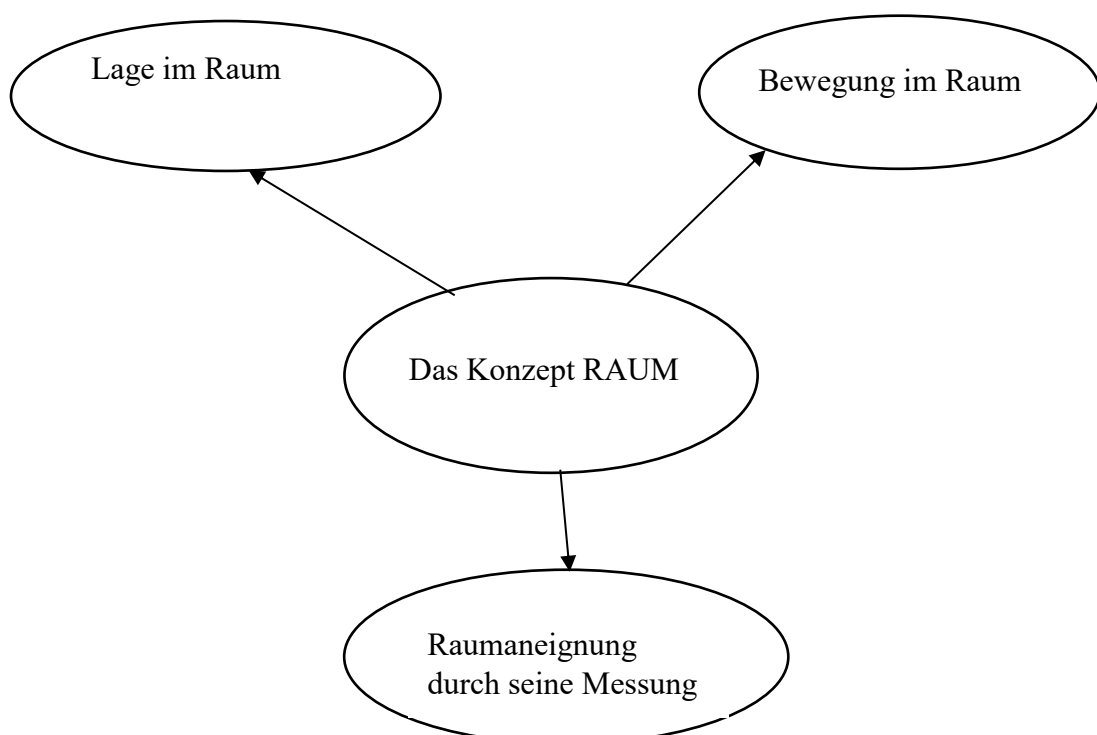 Lage im Raum
Bewegung im Raum
Das Konzept RAUM
Raumaneignung
durch seine Messung